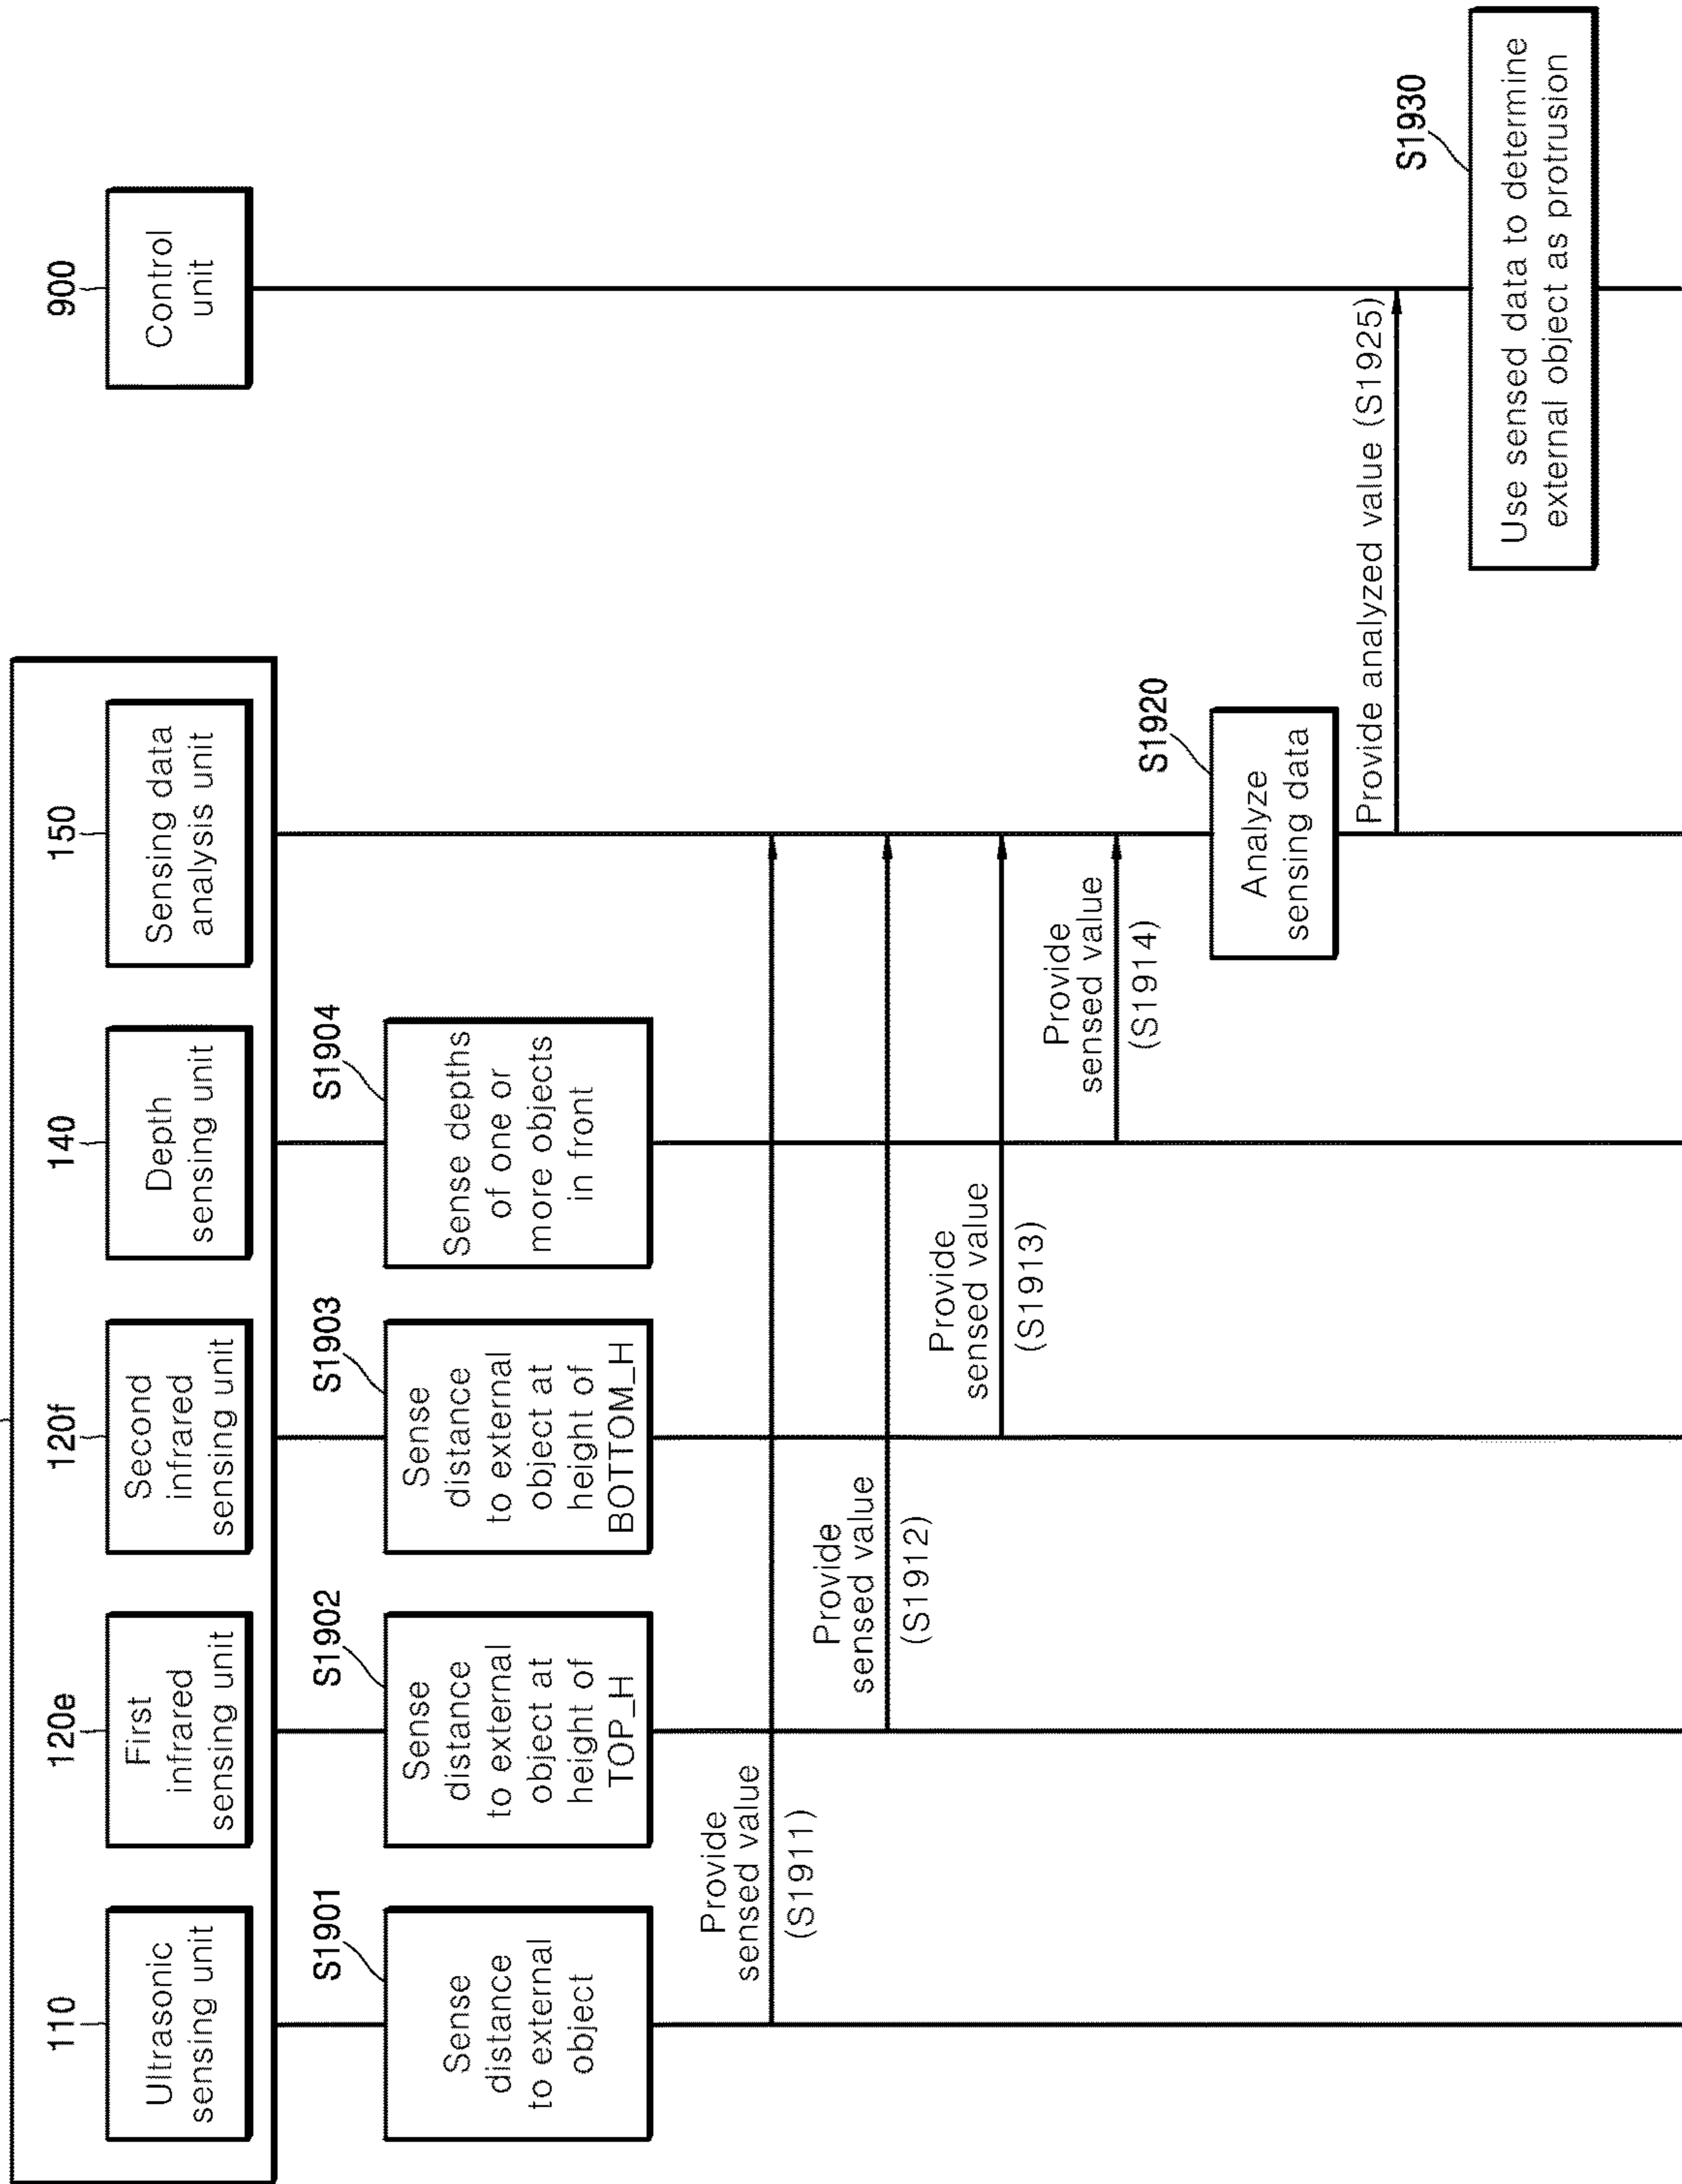 110
120e
120f
140
150
900
Ultrasonic
sensing unit
First
infrared
sensing unit
Second
infrared
sensing unit
Depth
sensing unit
Sensing data
analysis unit
Control
unit
S1901
Sense
distance
to external
object
S1902
Sense
distance
to external
object at
height of
TOP_H
S1903
Sense
distance
to external
object at
height of
BOTTOM_H
S1904
Sense depths
of one or
more objects
in front
Provide
sensed value
(S1911)
Provide
sensed value
(S1912)
Provide
sensed value
(S1913)
Provide
sensed value
(S1914)
S1920
Analyze
sensing data
Provide analyzed value (S1925)
S1930
Use sensed data to determine
external object as protrusion